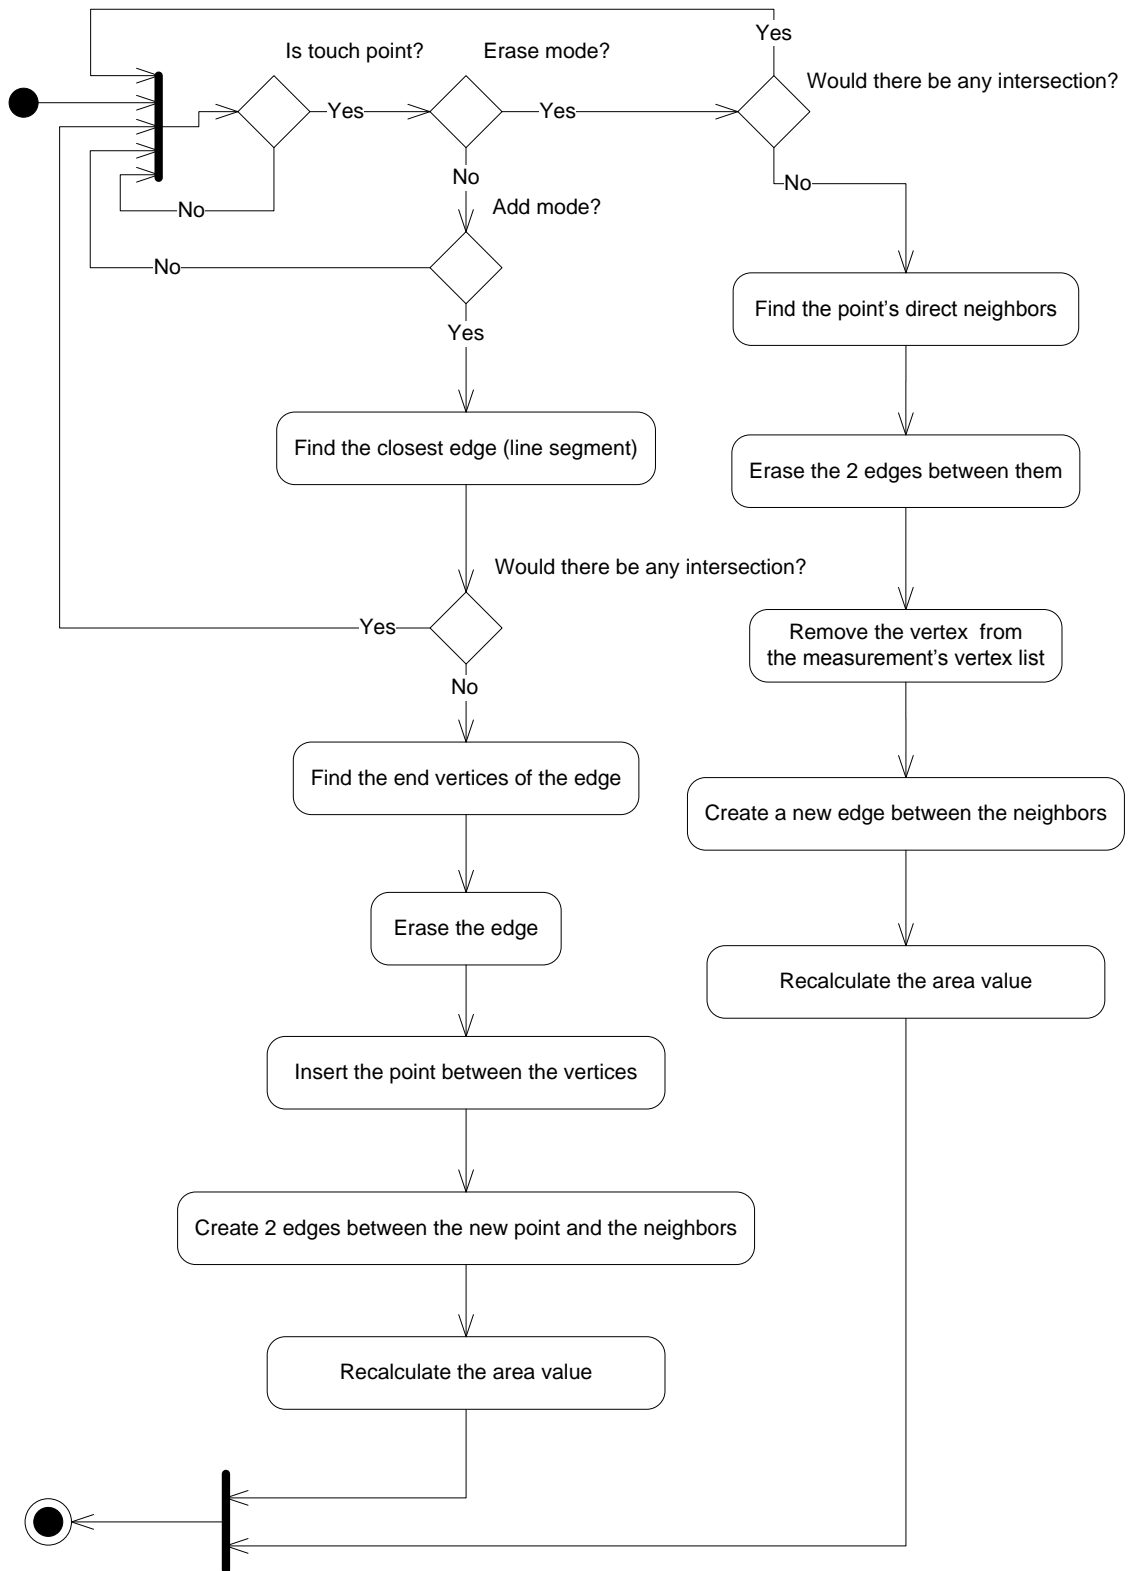 Yes
Is touch point?
Erase mode?
Would there be any intersection?
Yes
Yes
No
No
No
Add mode?
No
Yes
Find the point’s direct neighbors
Find the closest edge (line segment)
Erase the 2 edges between them
Would there be any intersection?
Yes
No
Remove the vertex from
the measurement’s vertex list
Find the end vertices of the edge
Create a new edge between the neighbors
Erase the edge
Recalculate the area value
Insert the point between the vertices
Create 2 edges between the new point and the neighbors
Recalculate the area value